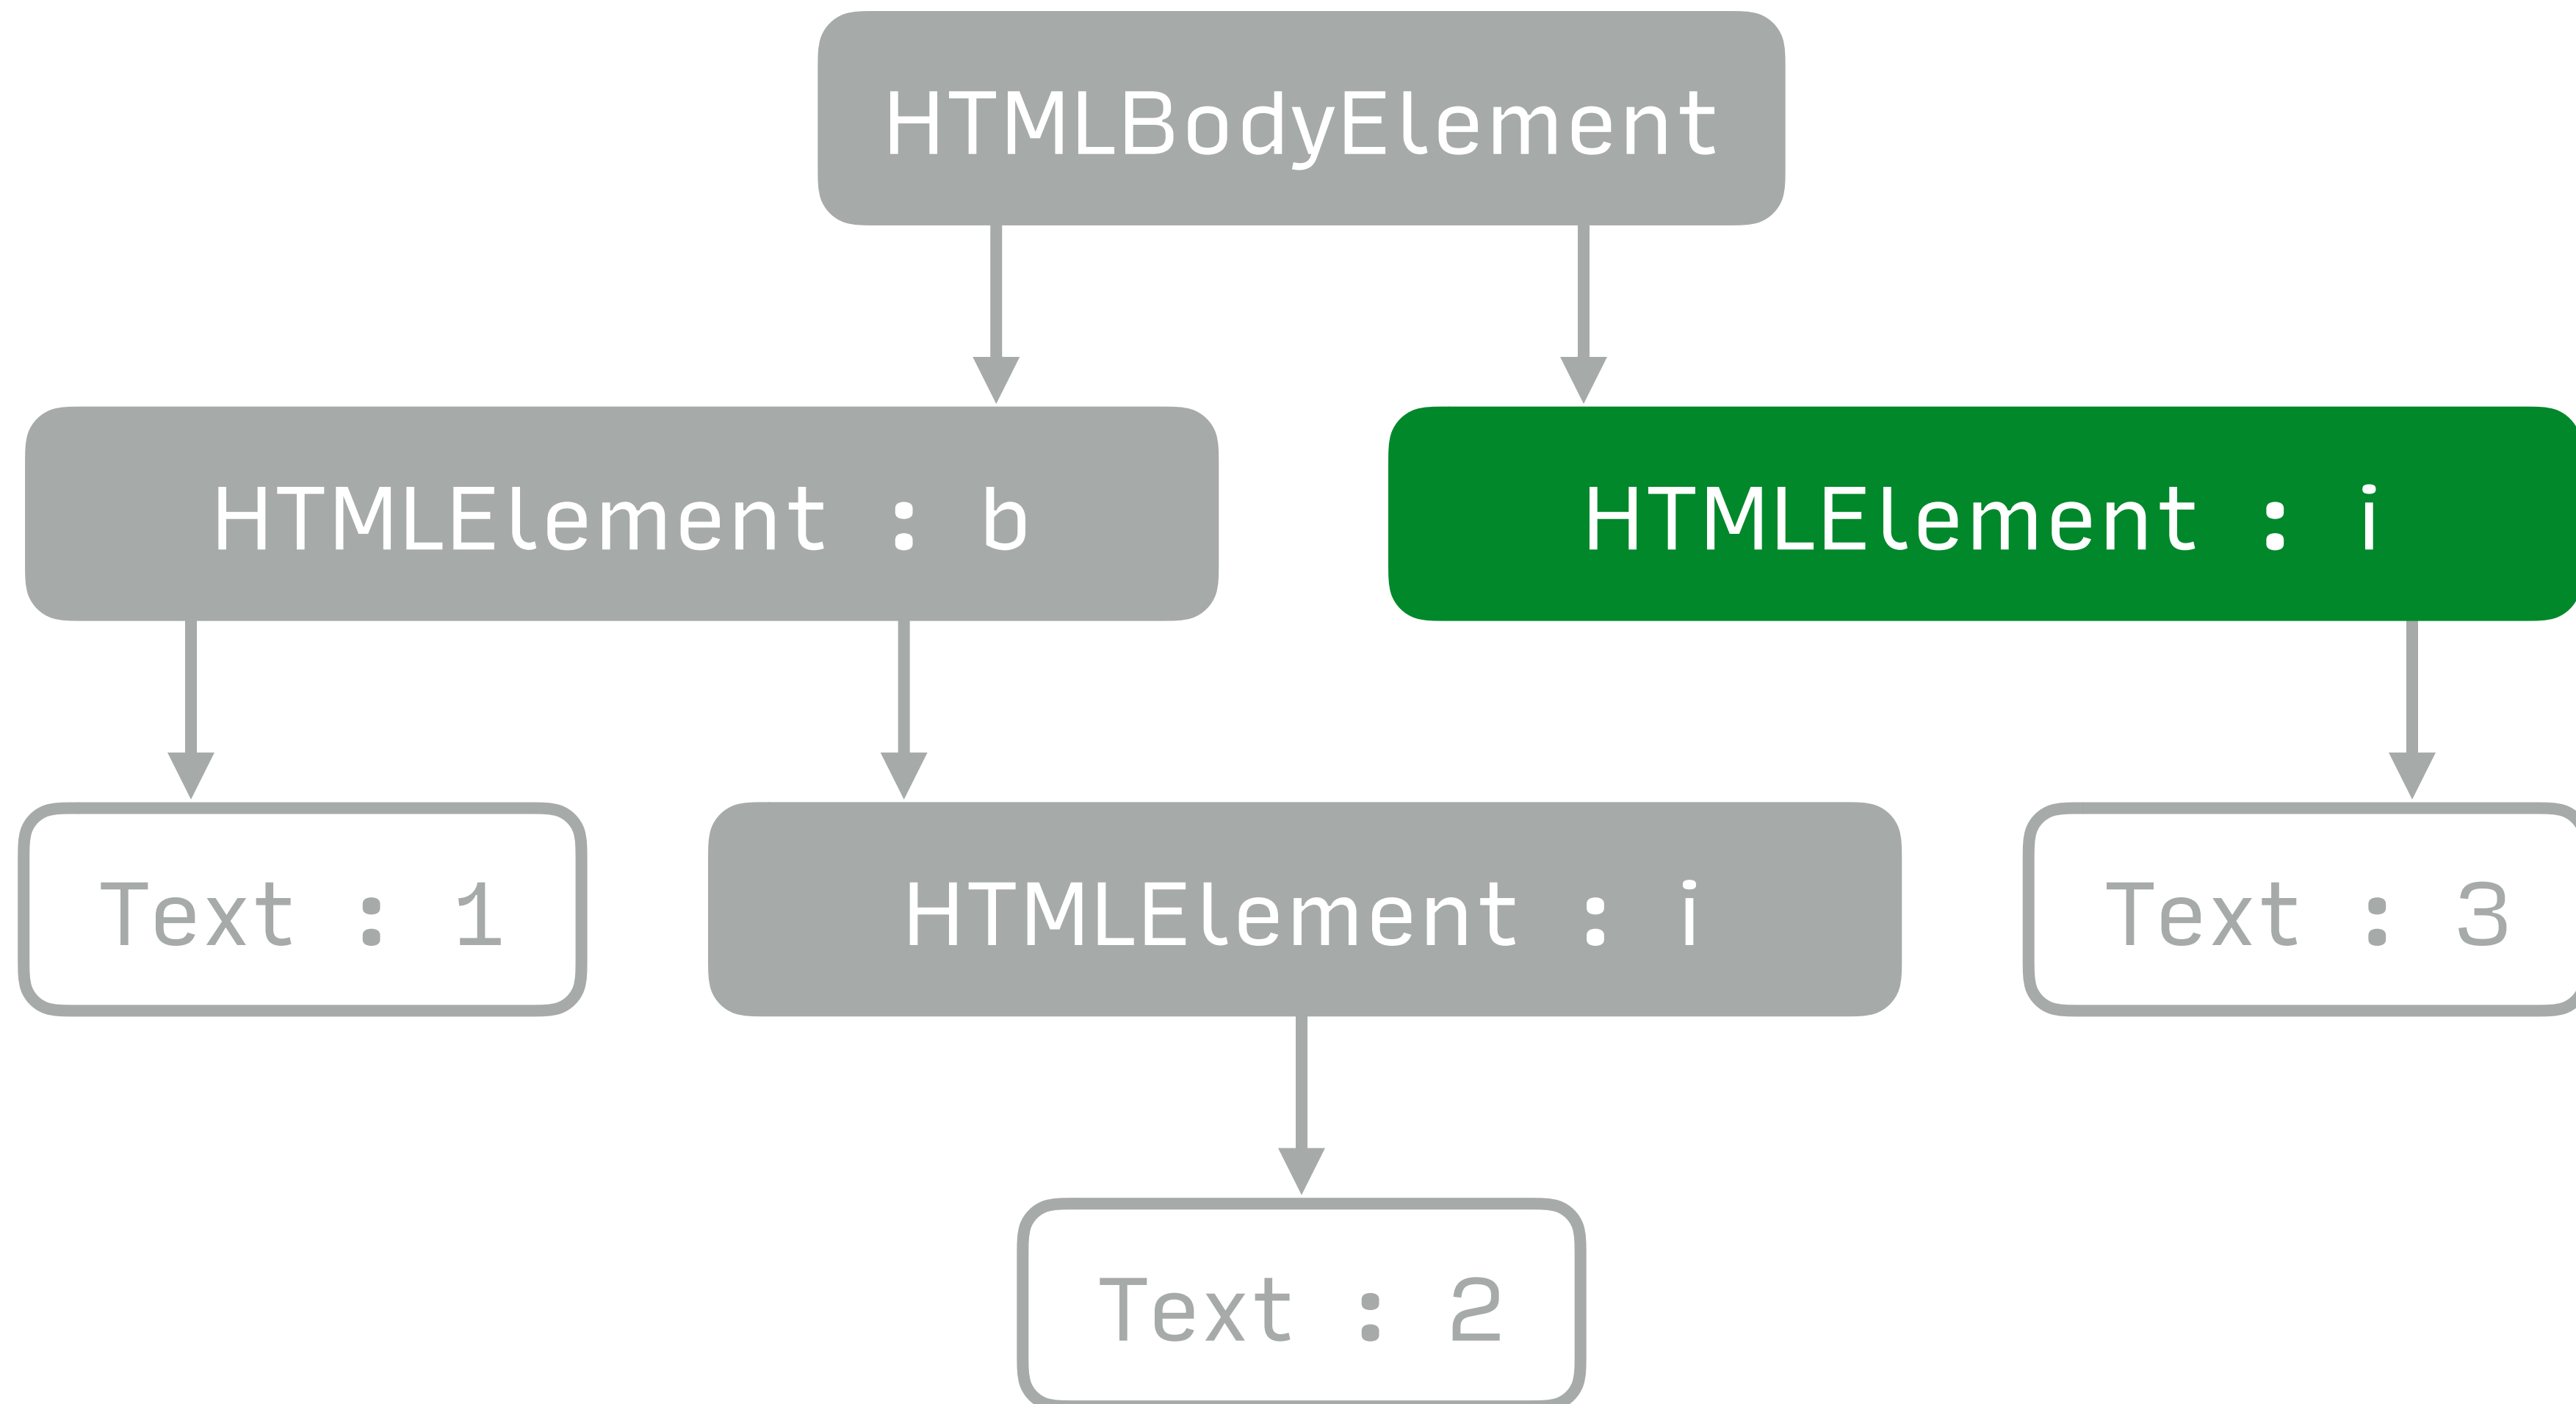 HTMLBodyElement
HTMLElement : b
HTMLElement : i
Text : 1
HTMLElement : i
Text : 3
Text : 2